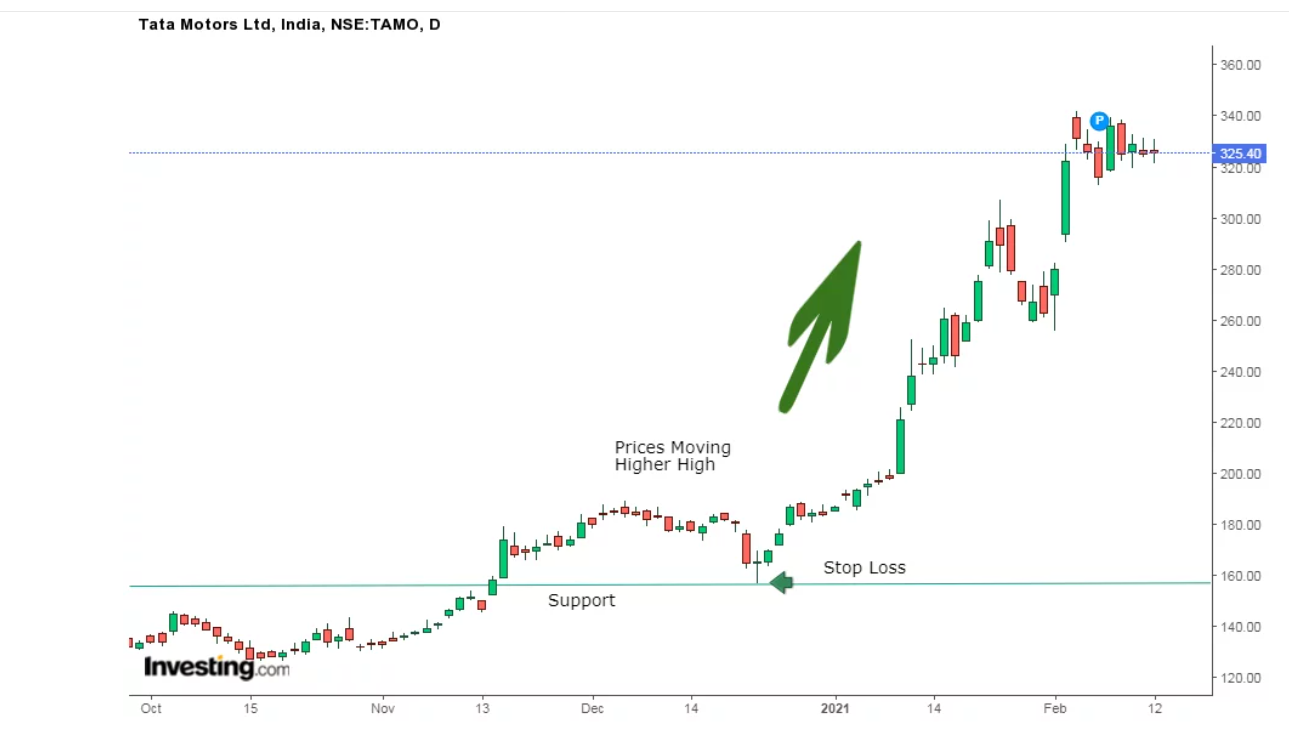 Tata Motors Ltd, India, NSE:TAMO, D
360.00
340.00
P
325.40
320.00
300.00
280.00
260.00
240.00
220.00
Prices Moving
Higher High
200.00
180.00
Stop Loss
160.00
Support
140.00
Investing.com
120.00
Oct 15 Nov 13 Dec 14 2021 14 Feb 12